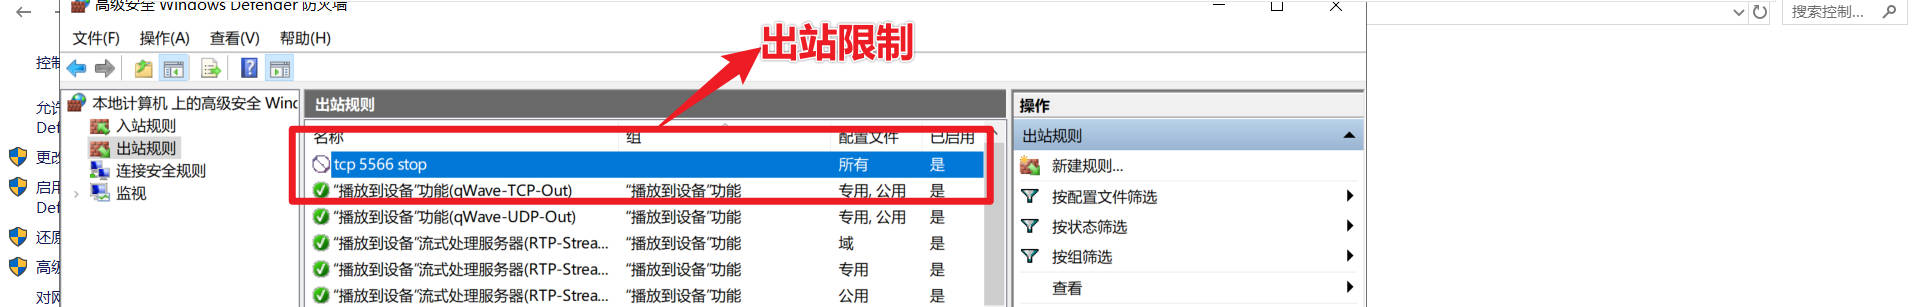 高级安全 Windows Defender 防火墙
搜索控制...
文件(F) 操作(A) 查看(V) 帮助(H)
出站限制
控制
允许
Def
更改
启用
Def
还原
高级
对网
本地计算机 上的高级安全 Wind
入站规则
出站规则
连接安全规则
监视
出站规则
名称 组 配置文件 已启用
tcp 5566 stop 所有 是
“播放到设备”功能(qWave-TCP-Out) “播放到设备”功能 专用, 公用 是
“播放到设备”功能(qWave-UDP-Out) “播放到设备”功能 专用, 公用 是
“播放到设备”流式处理服务器(RTP-Strea... “播放到设备”功能 域 是
“播放到设备”流式处理服务器(RTP-Strea... “播放到设备”功能 专用 是
“播放到设备”流式处理服务器(RTP-Strea... “播放到设备”功能 公用 是
操作
出站规则
新建规则...
按配置文件筛选
按状态筛选
按组筛选
查看